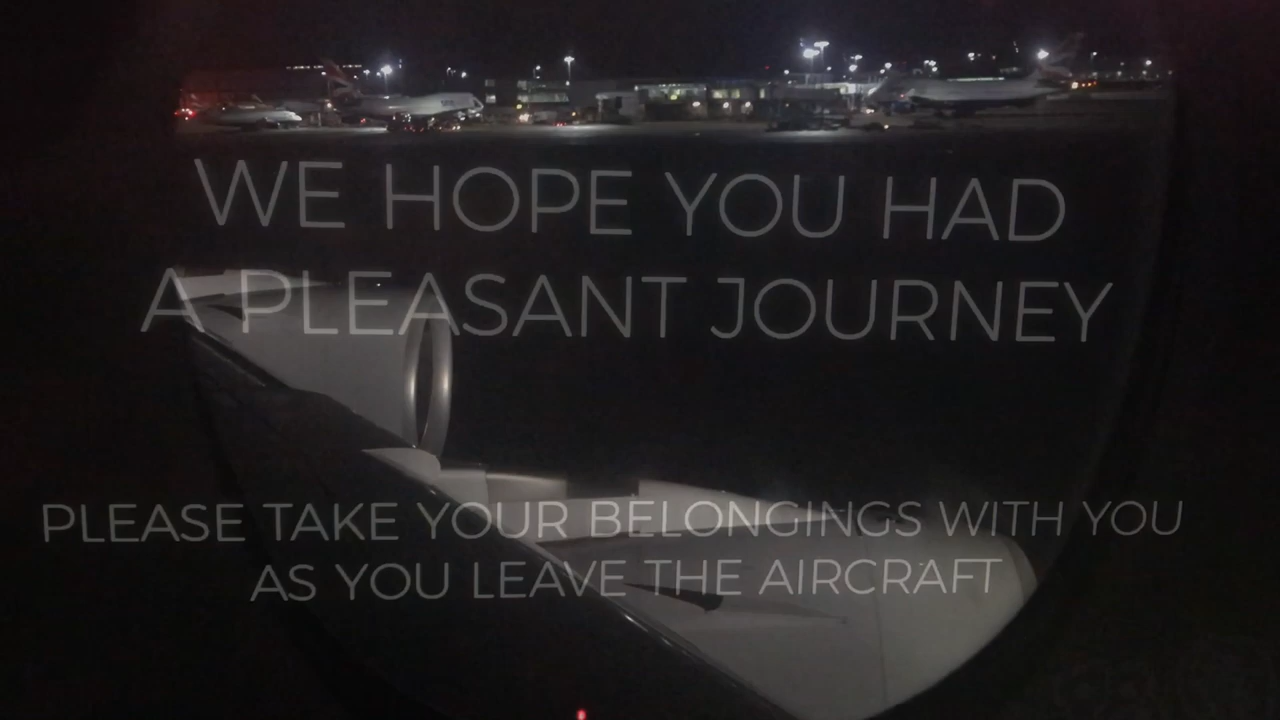 WE HOPE YOU HAD
A PLEASANT JOURNEY
PLEASE TAKE YOUR BELONGINGS WITH YOU
AS YOU LEAVE THE AIRCRAFT